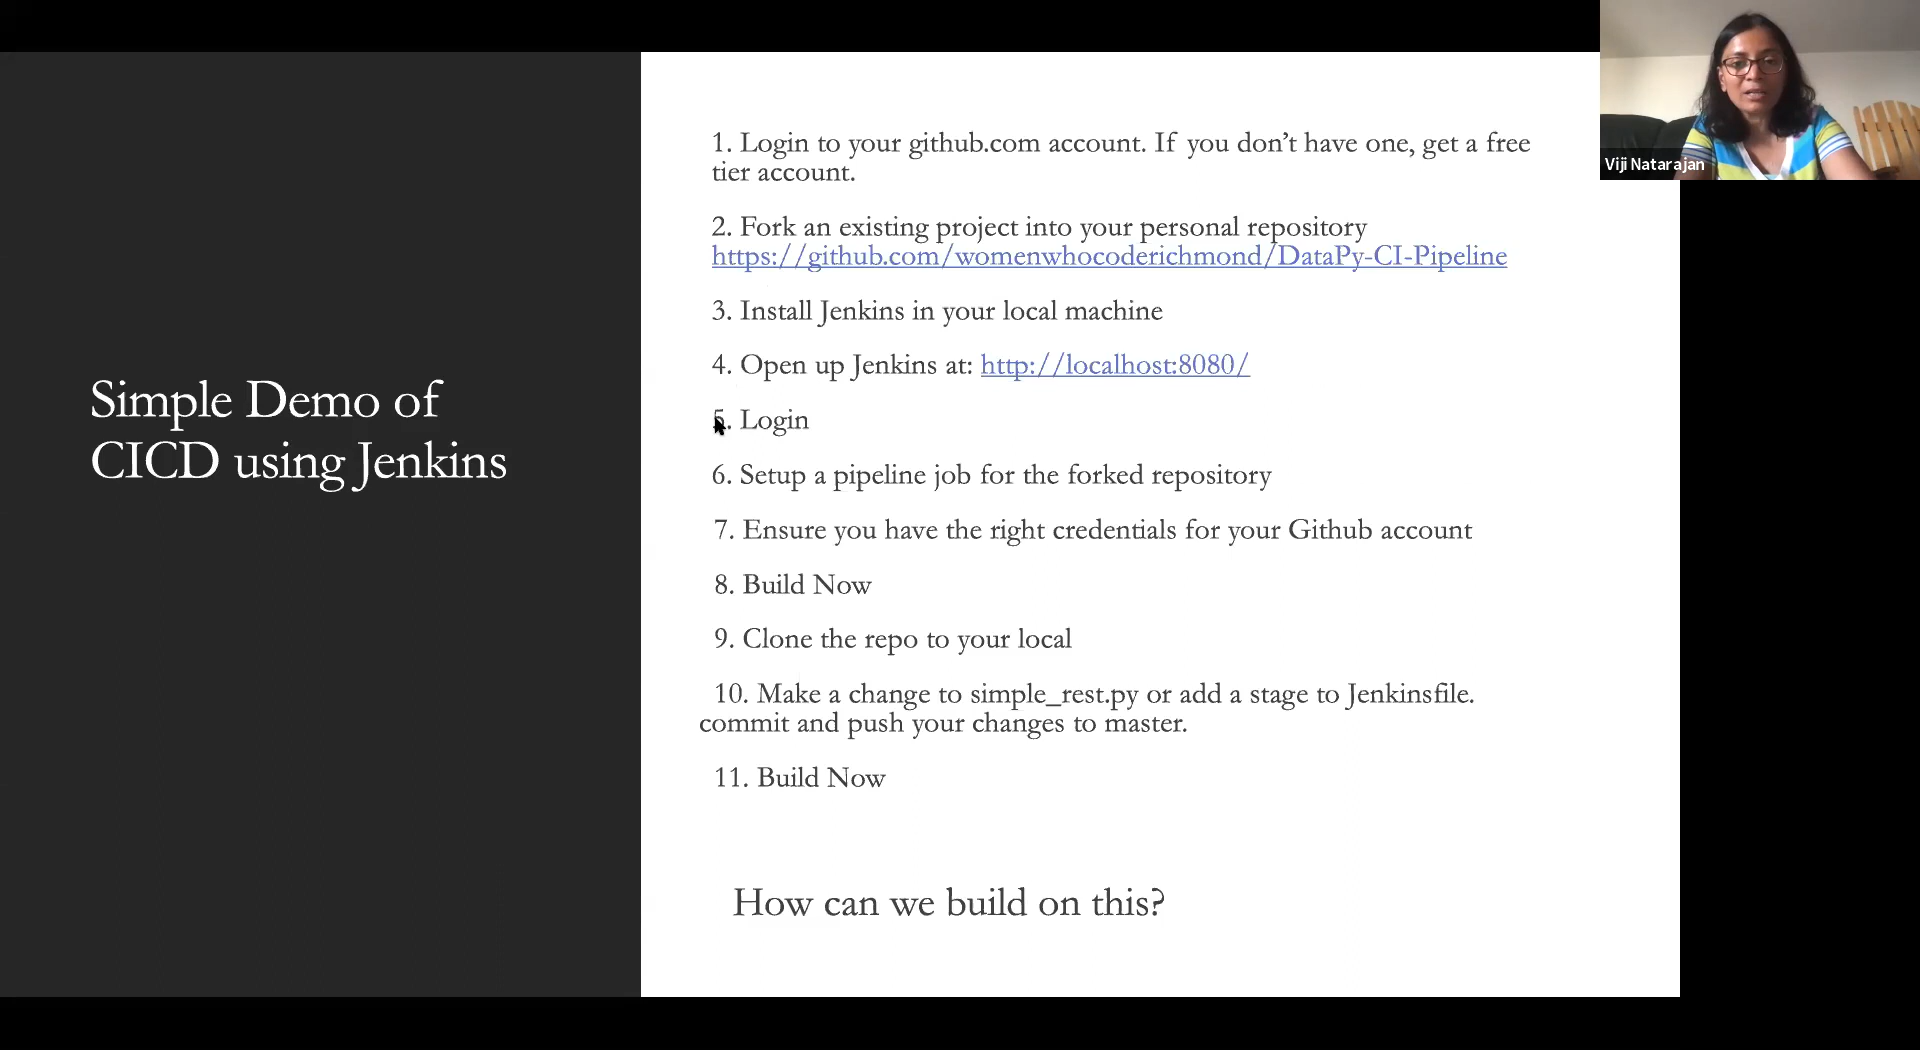 Simple Demo of
CICD using Jenkins
1. Login to your github.com account. If you don’t have one, get a free
tier account.
2. Fork an existing project into your personal repository
https://github.com/womenwhocoderichmond/DataPy-CI-Pipeline
3. Install Jenkins in your local machine
4. Open up Jenkins at: http://localhost:8080/
5. Login
6. Setup a pipeline job for the forked repository
7. Ensure you have the right credentials for your Github account
8. Build Now
9. Clone the repo to your local
10. Make a change to simple_rest.py or add a stage to Jenkinsfile.
commit and push your changes to master.
11. Build Now
How can we build on this?
Viji Natarajan